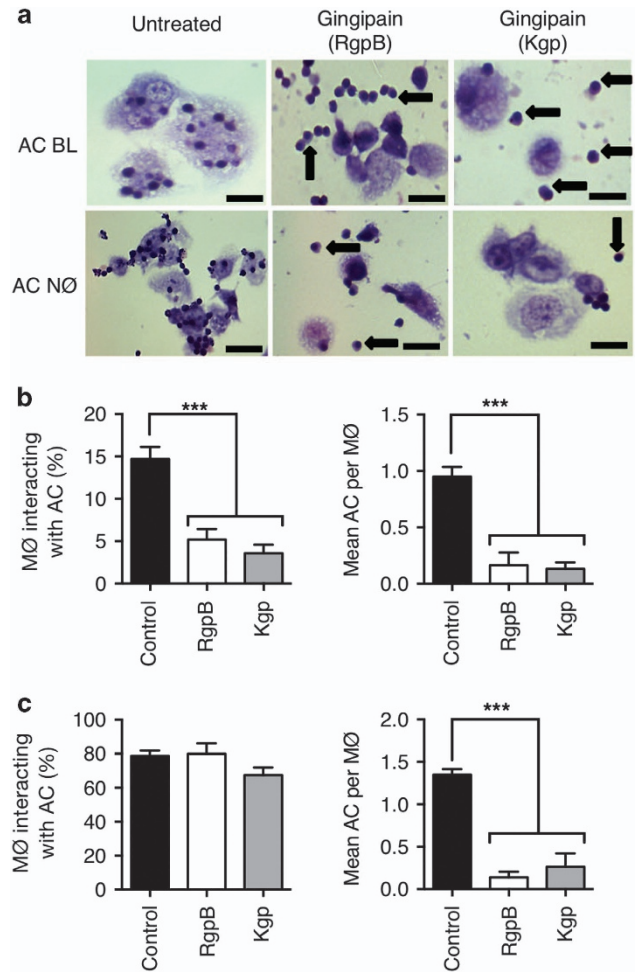 a
Untreated
Gingipain
(RgpB)
Gingipain
(Kgp)
AC BL
AC NØ
b
MØ interacting
with AC (%)
20
15
10
5
0
***
Control
RgpB
Kgp
Mean AC per MØ
1.5
1.0
0.5
0.0
***
Control
RgpB
Kgp
c
MØ interacting
with AC (%)
100
80
60
40
20
0
Control
RgpB
Kgp
Mean AC per MØ
2.0
1.5
1.0
0.5
0.0
***
Control
RgpB
Kgp